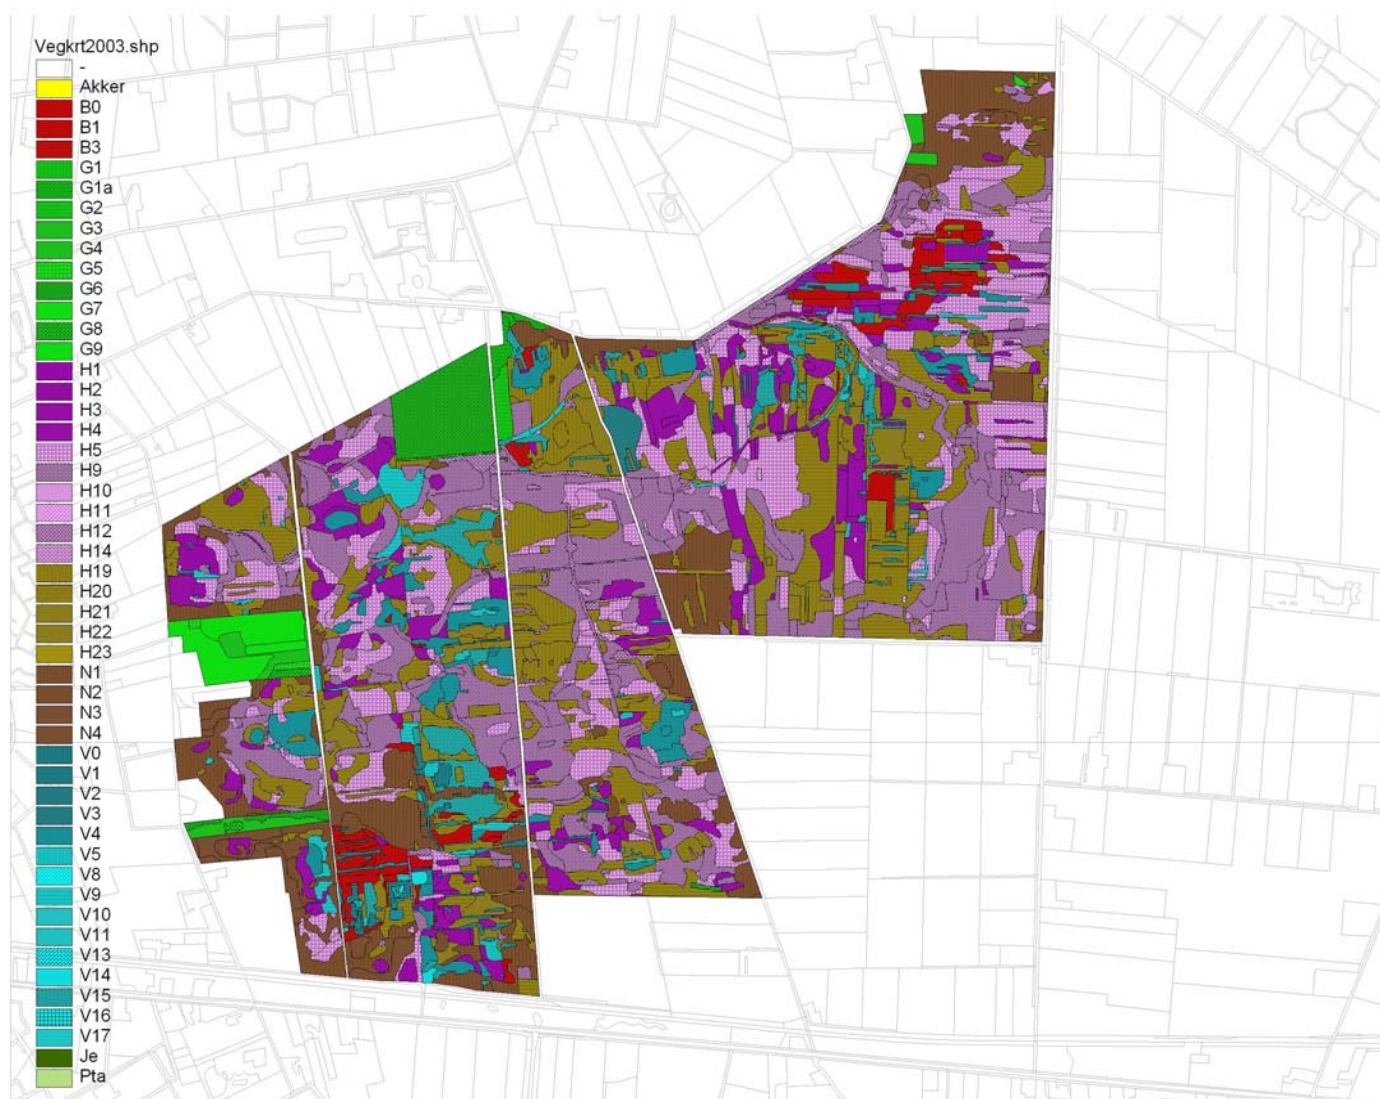 Vegkrt2003.shp
-
Akker
B0
B1
B3
G1
G1a
G2
G3
G4
G5
G6
G7
G8
G9
H1
H2
H3
H4
H5
H9
H10
H11
H12
H14
H19
H20
H21
H22
H23
N1
N2
N3
N4
V0
V1
V2
V3
V4
V5
V8
V9
V10
V11
V13
V14
V15
V16
V17
Je
Pta